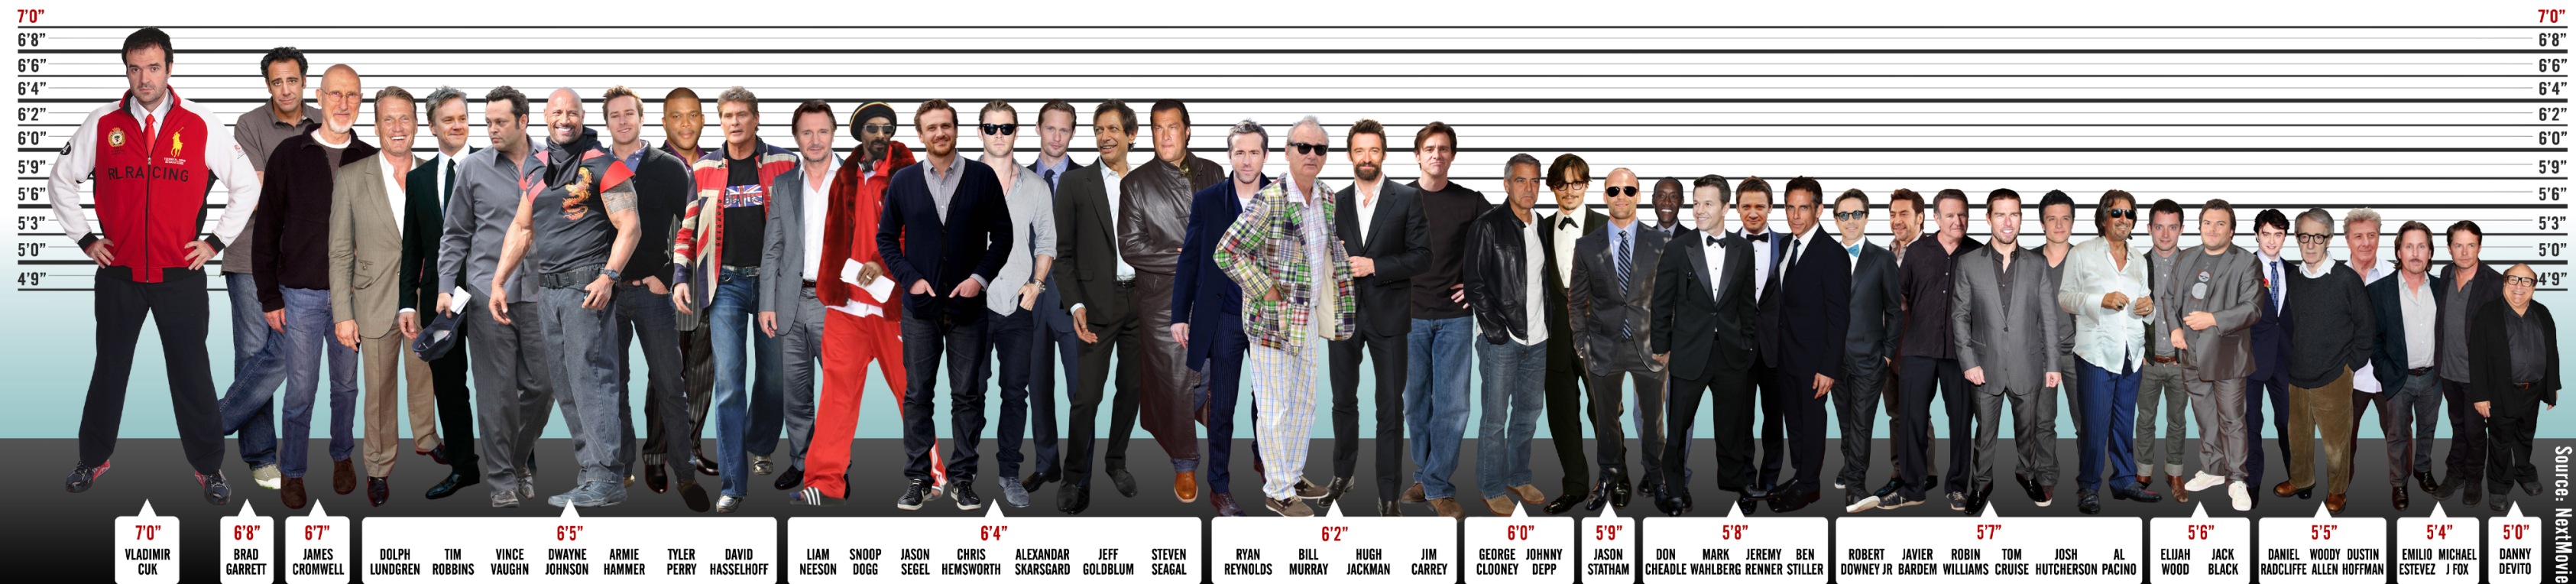 7'0"
6'8"
6'6"
6'4"
6'2"
6'0"
5'9"
5'6"
5'3"
5'0"
4'9"
7'0"
6'8"
6'6"
6'4"
6'2"
6'0"
5'9"
5'6"
5'3"
5'0"
4'9"
RL RACING
7'0"
VLADIMIR
CUK
6'8"
BRAD
GARRETT
6'7"
JAMES
CROMWELL
6'5"
DOLPH
LUNDGREN
TIM
ROBBINS
VINCE
VAUGHN
DWAYNE
JOHNSON
ARMIE
HAMMER
TYLER
PERRY
DAVID
HASSELHOFF
6'4"
LIAM
NEESON
SNOOP
DOGG
JASON
SEGEL
CHRIS
HEMSWORTH
ALEXANDAR
SKARSGARD
JEFF
GOLDBLUM
STEVEN
SEAGAL
6'2"
RYAN
REYNOLDS
BILL
MURRAY
HUGH
JACKMAN
JIM
CARREY
6'0"
GEORGE
CLOONEY
JOHNNY
DEPP
5'9"
JASON
STATHAM
5'8"
DON
CHEADLE
MARK
WAHLBERG
JEREMY
RENNER
BEN
STILLER
5'7"
ROBERT
DOWNEY JR
JAVIER
BARDEM
ROBIN
WILLIAMS
TOM
CRUISE
JOSH
HUTCHERSON
AL
PACINO
5'6"
ELIJAH
WOOD
JACK
BLACK
5'5"
DANIEL
RADCLIFFE
WOODY
ALLEN
DUSTIN
HOFFMAN
5'4"
EMILIO
ESTEVEZ
MICHAEL
J FOX
5'0"
DANNY
DEVITO
Source: NextMovi